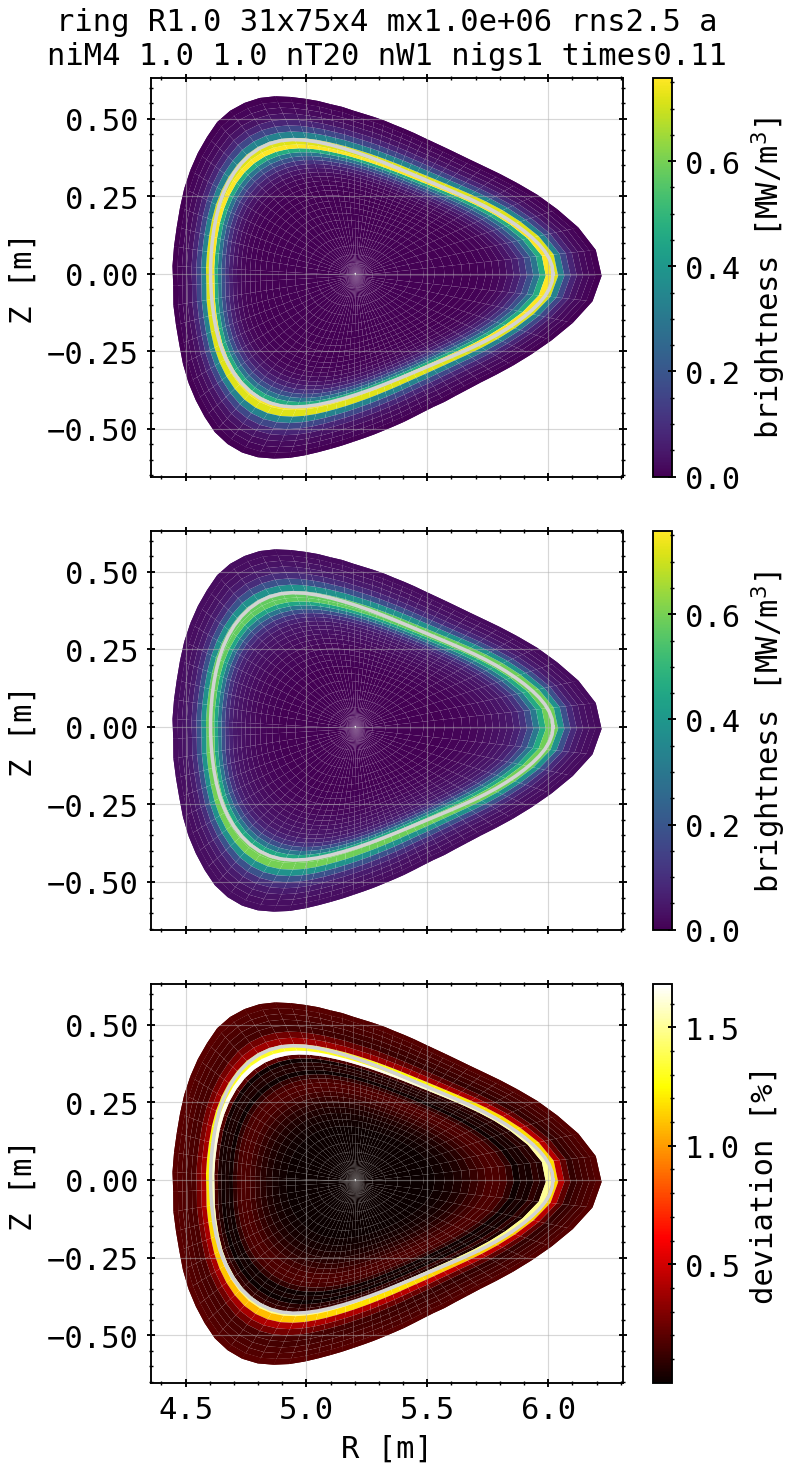 ring R1.0 31x75x4 mx1.0e+06 rns2.5 a
niM4 1.0 1.0 nT20 nW1 nigs1 times0.11
0.50
0.25
0.00
−0.25
−0.50
Z [m]
0.6
0.4
0.2
0.0
brightness [MW/m³]
0.50
0.25
0.00
−0.25
−0.50
Z [m]
0.6
0.4
0.2
0.0
brightness [MW/m³]
0.50
0.25
0.00
−0.25
−0.50
Z [m]
1.5
1.0
0.5
deviation [%]
4.5 5.0 5.5 6.0
R [m]